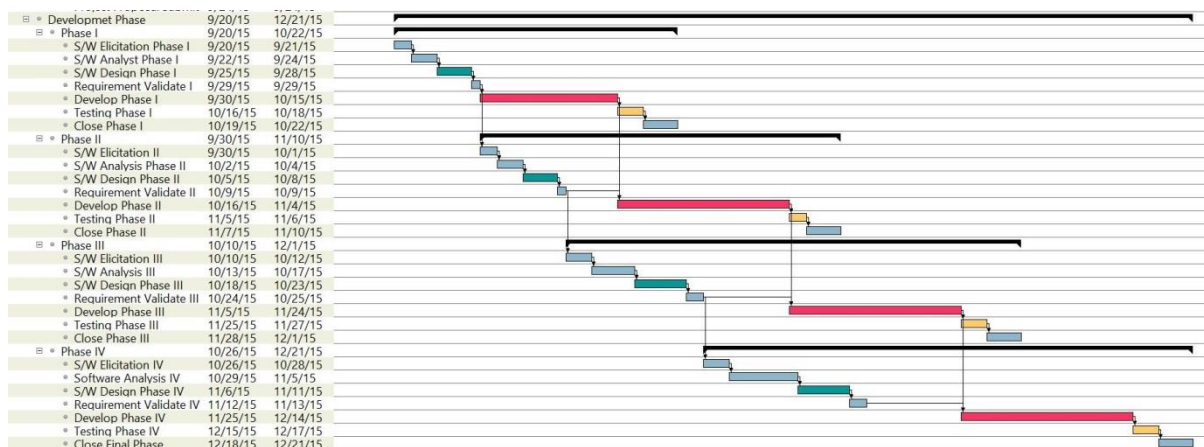 Developmet Phase 9/20/15 12/21/15
Phase I 9/20/15 10/22/15
S/W Elicitation Phase I 9/20/15 9/21/15
S/W Analyst Phase I 9/22/15 9/24/15
S/W Design Phase I 9/25/15 9/28/15
Requirement Validate I 9/29/15 9/29/15
Develop Phase I 9/30/15 10/15/15
Testing Phase I 10/16/15 10/18/15
Close Phase I 10/19/15 10/22/15
Phase II 9/30/15 11/10/15
S/W Elicitation II 9/30/15 10/1/15
S/W Analysis Phase II 10/2/15 10/4/15
S/W Design Phase II 10/5/15 10/8/15
Requirement Validate II 10/9/15 10/9/15
Develop Phase II 10/16/15 11/4/15
Testing Phase II 11/5/15 11/6/15
Close Phase II 11/7/15 11/10/15
Phase III 10/10/15 12/1/15
S/W Elicitation III 10/10/15 10/12/15
S/W Analysis III 10/13/15 10/17/15
S/W Design Phase III 10/18/15 10/23/15
Requirement Validate III 10/24/15 10/25/15
Develop Phase III 11/5/15 11/24/15
Testing Phase III 11/25/15 11/27/15
Close Phase III 11/28/15 12/1/15
Phase IV 10/26/15 12/21/15
S/W Elicitation IV 10/26/15 10/28/15
Software Analysis IV 10/29/15 11/5/15
S/W Design Phase IV 11/6/15 11/11/15
Requirement Validate IV 11/12/15 11/13/15
Develop Phase IV 11/25/15 12/14/15
Testing Phase IV 12/15/15 12/17/15
Close Final Phase 12/18/15 12/21/15